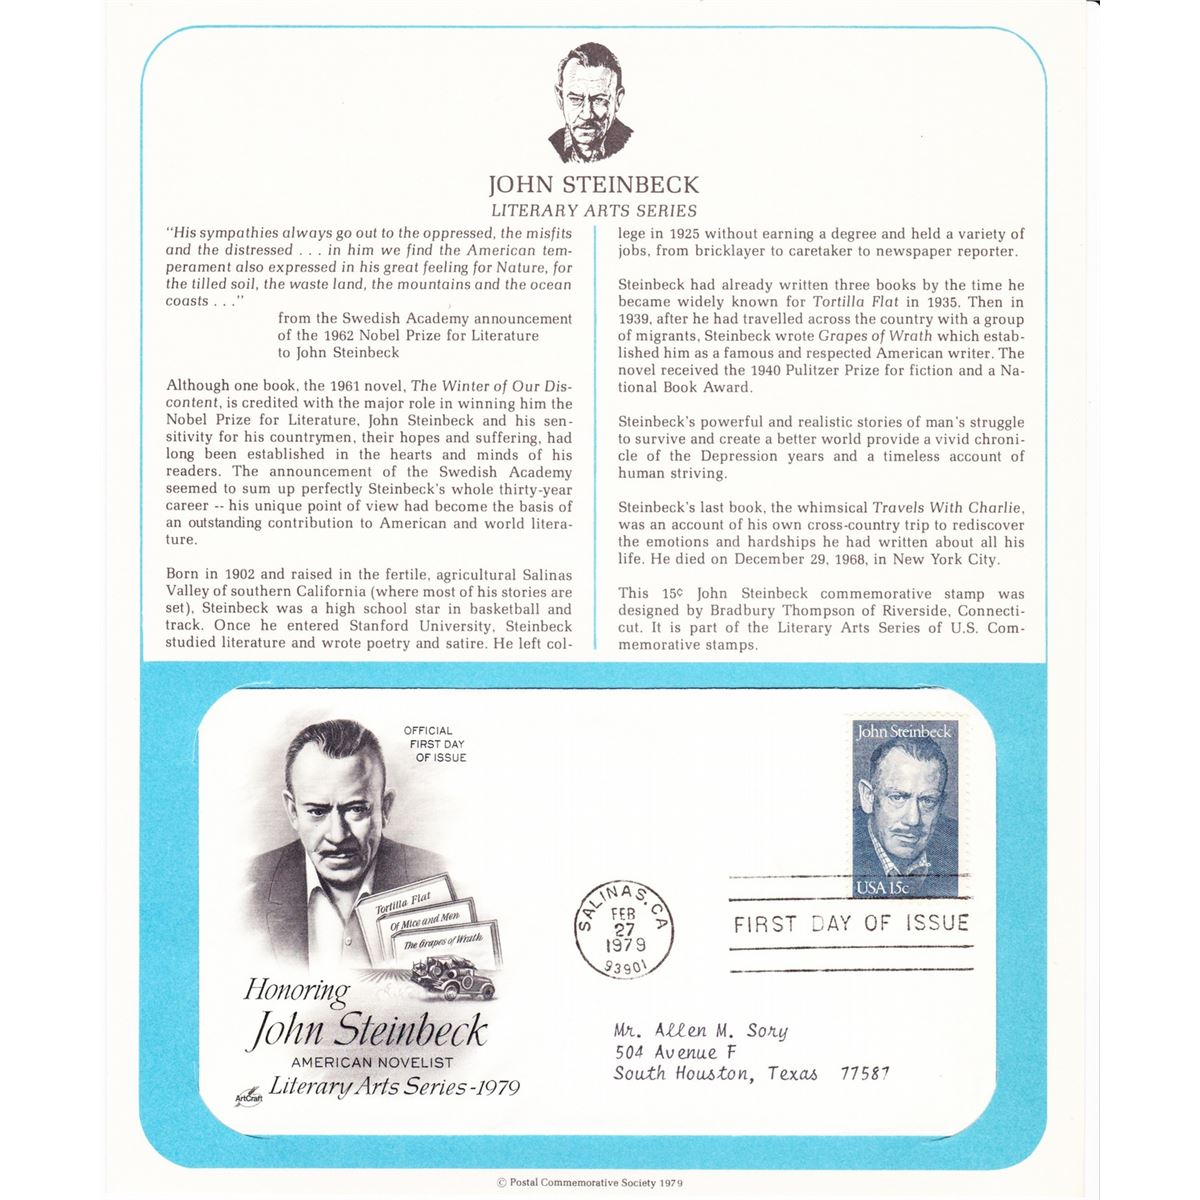 JOHN STEINBECK
LITERARY ARTS SERIES
"His sympathies always go out to the oppressed, the misfits
and the distressed . . . in him we find the American tem-
perament also expressed in his great feeling for Nature, for
the tilled soil, the waste land, the mountains and the ocean
coasts . . ."
from the Swedish Academy announcement
of the 1962 Nobel Prize for Literature
to John Steinbeck
Although one book, the 1961 novel, The Winter of Our Dis-
content, is credited with the major role in winning him the
Nobel Prize for Literature, John Steinbeck and his sen-
sitivity for his countrymen, their hopes and suffering, had
long been established in the hearts and minds of his
readers. The announcement of the Swedish Academy
seemed to sum up perfectly Steinbeck's whole thirty-year
career -- his unique point of view had become the basis of
an outstanding contribution to American and world litera-
ture.
Born in 1902 and raised in the fertile, agricultural Salinas
Valley of southern California (where most of his stories are
set), Steinbeck was a high school star in basketball and
track. Once he entered Stanford University, Steinbeck
studied literature and wrote poetry and satire. He left col-
lege in 1925 without earning a degree and held a variety of
jobs, from bricklayer to caretaker to newspaper reporter.
Steinbeck had already written three books by the time he
became widely known for Tortilla Flat in 1935. Then in
1939, after he had travelled across the country with a group
of migrants, Steinbeck wrote Grapes of Wrath which estab-
lished him as a famous and respected American writer. The
novel received the 1940 Pulitzer Prize for fiction and a Na-
tional Book Award.
Steinbeck's powerful and realistic stories of man's struggle
to survive and create a better world provide a vivid chroni-
cle of the Depression years and a timeless account of
human striving.
Steinbeck's last book, the whimsical Travels With Charlie,
was an account of his own cross-country trip to rediscover
the emotions and hardships he had written about all his
life. He died on December 29, 1968, in New York City.
This 15¢ John Steinbeck commemorative stamp was
designed by Bradbury Thompson of Riverside, Connecti-
cut. It is part of the Literary Arts Series of U.S. Com-
memorative stamps.
OFFICIAL
FIRST DAY
OF ISSUE
Tortilla Flat
Of Mice and Men
The Grapes of Wrath
Honoring
John Steinbeck
AMERICAN NOVELIST
Literary Arts Series-1979
ArtCraft
SALINAS, CA
FEB
27
1979
93901
John Steinbeck
USA 15c
FIRST DAY OF ISSUE
Mr. Allen M. Sory
504 Avenue F
South Houston, Texas 77587
© Postal Commemorative Society 1979